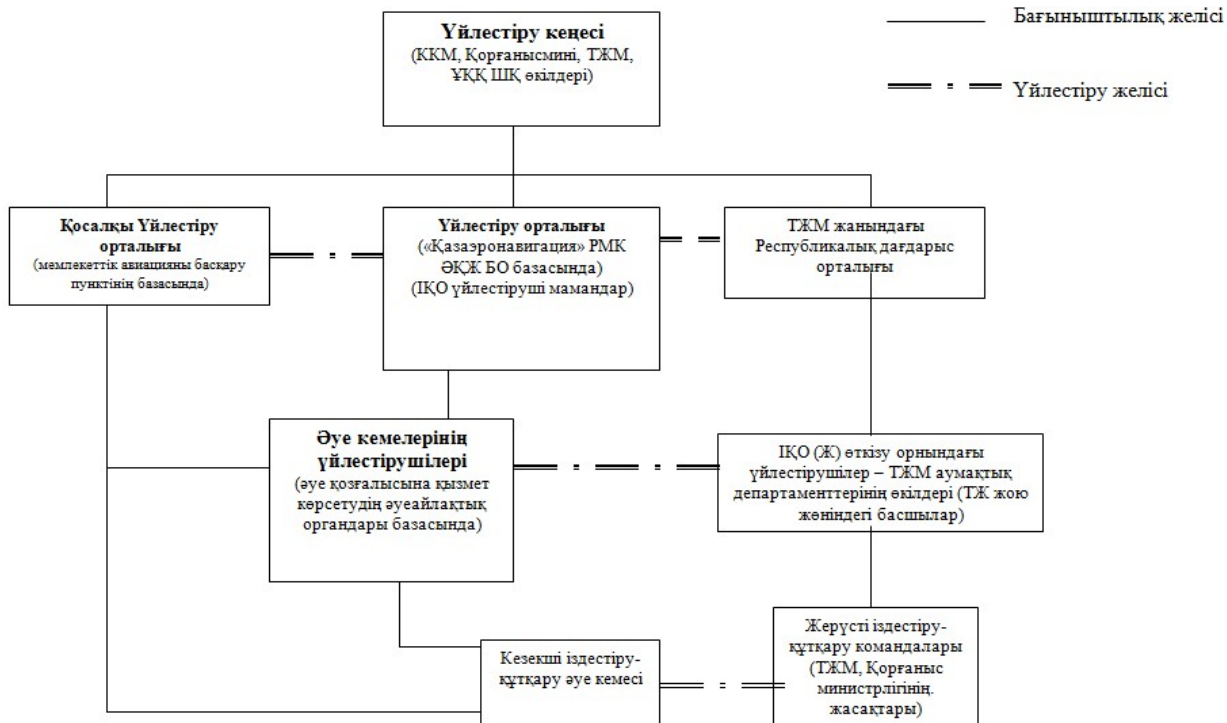 Үйлестіру кеңесі
(ККМ, Қорғанысмині, ТЖМ,
ҰҚҚ ШҚ өкілдері)
Бағыныштылық желісі
Үйлестіру желісі
Қосалқы Үйлестіру
орталығы
(мемлекеттік авиацияны басқару
пунктінің базасында)
Үйлестіру орталығы
(«Қазаэронавигация» РМК
ӘҚЖ БО базасында)
(ІҚО үйлестіруші мамандар)
ТЖМ жанындағы
Республикалық дағдарыс
орталығы
Әуе кемелерінің
үйлестірушілері
(әуе қозғалысына қызмет
көрсетудің әуеайлақтық
органдары базасында)
ІҚО (Ж) өткізу орнындағы
үйлестірушілер – ТЖМ аумақтық
департаменттерінің өкілдері (ТЖ жою
жөніндегі басшылар)
Кезекші іздестіру-
құтқару әуе кемесі
Жерүсті іздестіру-
құтқару командалары
(ТЖМ, Қорғаныс
министрлігінің.
жасақтары)